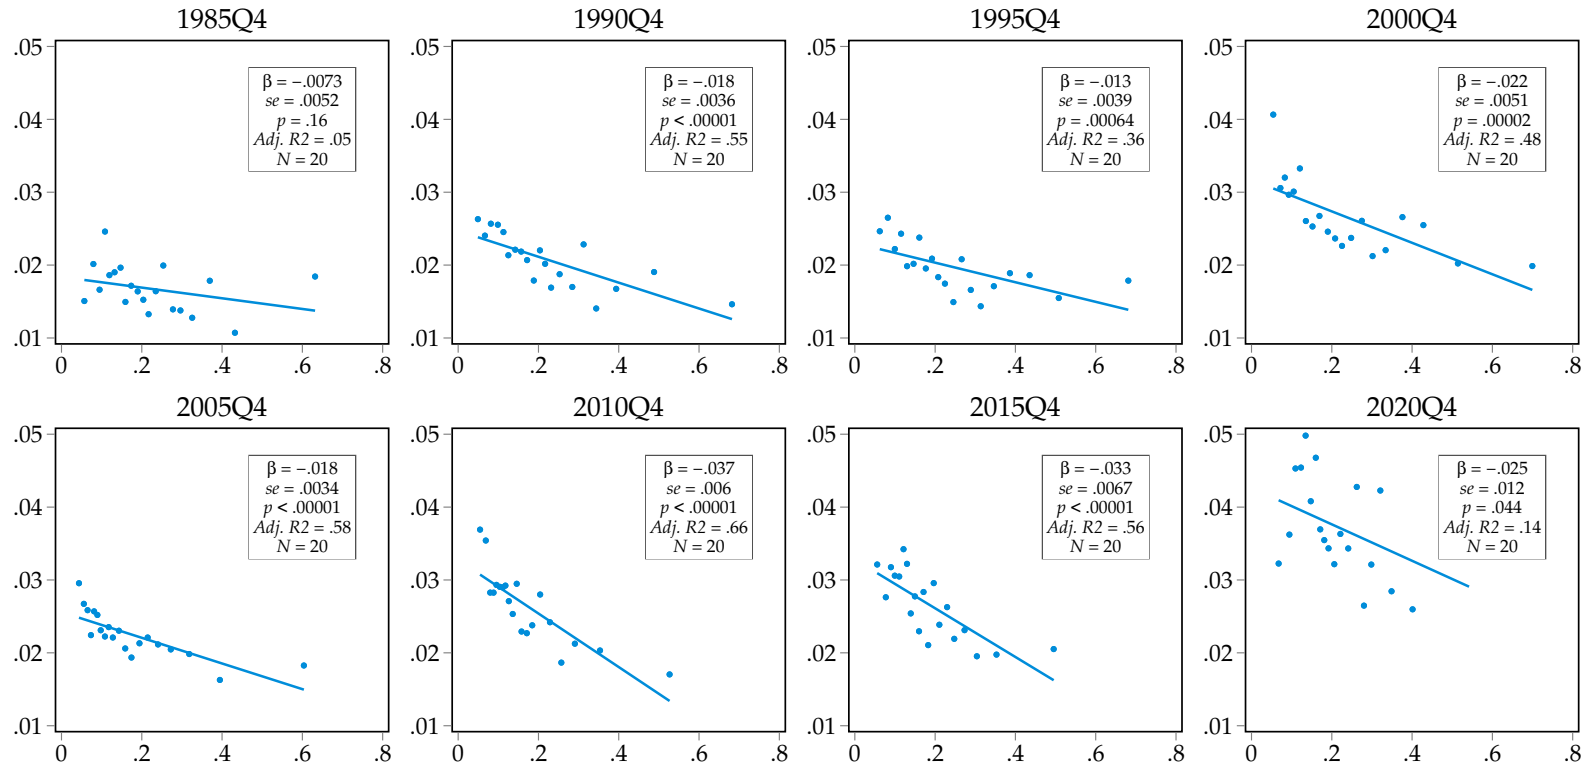 1985Q4
.05
.04
.03
.02
.01
β = −.0073
se = .0052
p = .16
Adj. R2 = .05
N = 20
0 .2 .4 .6 .8
1990Q4
.05
.04
.03
.02
.01
β = −.018
se = .0036
p < .00001
Adj. R2 = .55
N = 20
0 .2 .4 .6 .8
1995Q4
.05
.04
.03
.02
.01
β = −.013
se = .0039
p = .00064
Adj. R2 = .36
N = 20
0 .2 .4 .6 .8
2000Q4
.05
.04
.03
.02
.01
β = −.022
se = .0051
p = .00002
Adj. R2 = .48
N = 20
0 .2 .4 .6 .8
2005Q4
.05
.04
.03
.02
.01
β = −.018
se = .0034
p < .00001
Adj. R2 = .58
N = 20
0 .2 .4 .6 .8
2010Q4
.05
.04
.03
.02
.01
β = −.037
se = .006
p < .00001
Adj. R2 = .66
N = 20
0 .2 .4 .6 .8
2015Q4
.05
.04
.03
.02
.01
β = −.033
se = .0067
p < .00001
Adj. R2 = .56
N = 20
0 .2 .4 .6 .8
2020Q4
.05
.04
.03
.02
.01
β = −.025
se = .012
p = .044
Adj. R2 = .14
N = 20
0 .2 .4 .6 .8